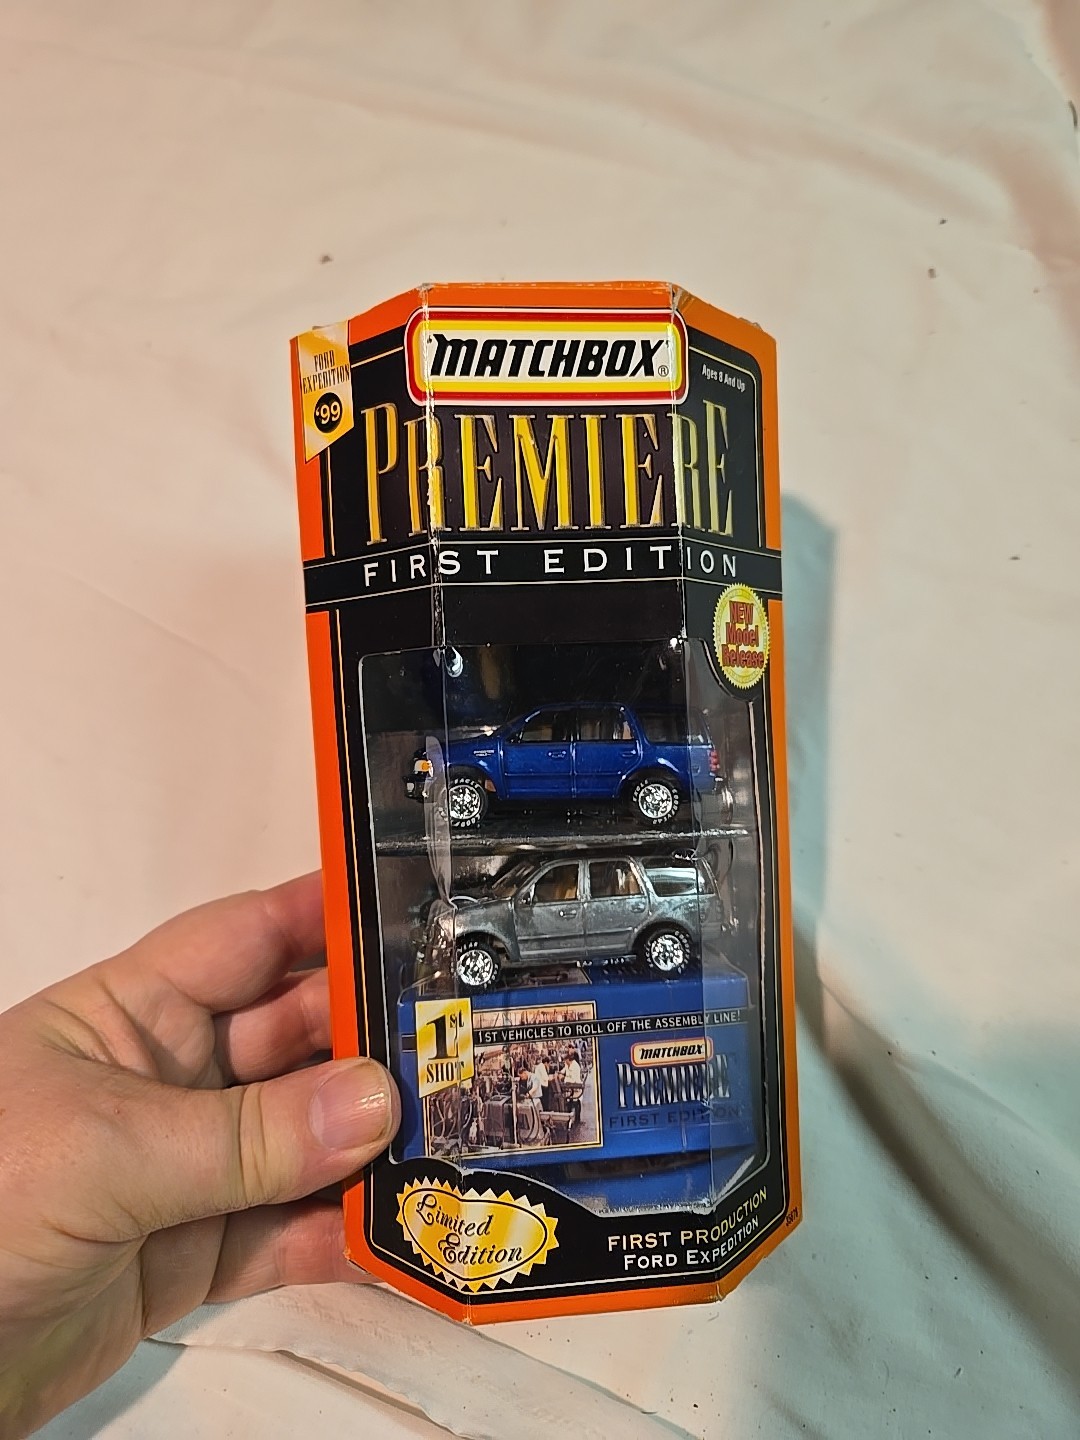 MATCHBOX®
Ages 8 And Up
FORD
EXPEDITION
'99
PREMIERE
FIRST EDITION
NEW
Model
Release
1st
SHOT
1ST VEHICLES TO ROLL OFF THE ASSEMBLY LINE!
MATCHBOX
PREMIERE
FIRST EDITION
Limited
Edition
FIRST PRODUCTION
FORD EXPEDITION